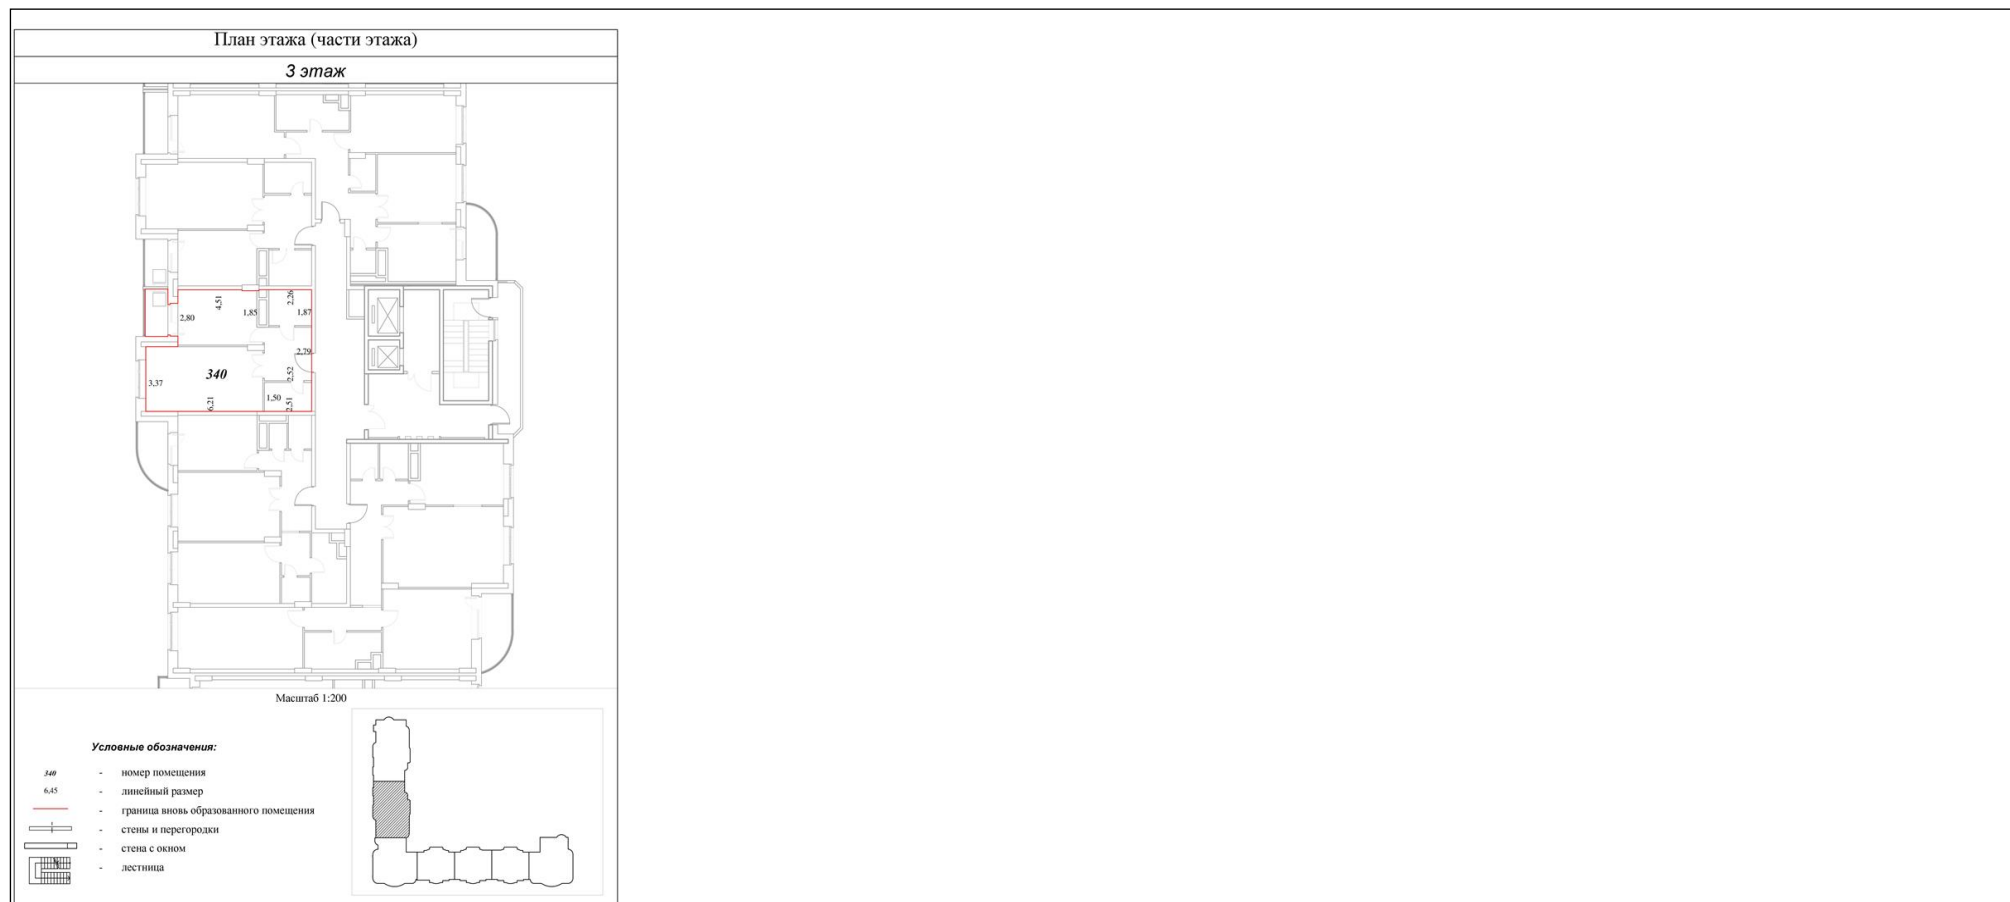 План этажа (части этажа)
3 этаж
4,51
2,26
2,80
1,85
1,87
2,79
340
2,52
3,37
6,21
1,50
2,51
Масштаб 1:200
Условные обозначения:
340 - номер помещения
6,45 - линейный размер
- граница вновь образованного помещения
- стены и перегородки
- стена с окном
- лестница